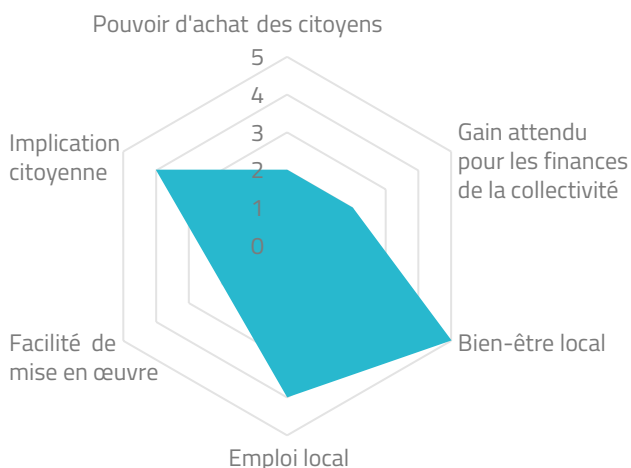 Pouvoir d'achat des citoyens
5
4
3
2
1
0
Implication
citoyenne
Gain attendu
pour les finances
de la collectivité
Facilité de
mise en œuvre
Bien-être local
Emploi local